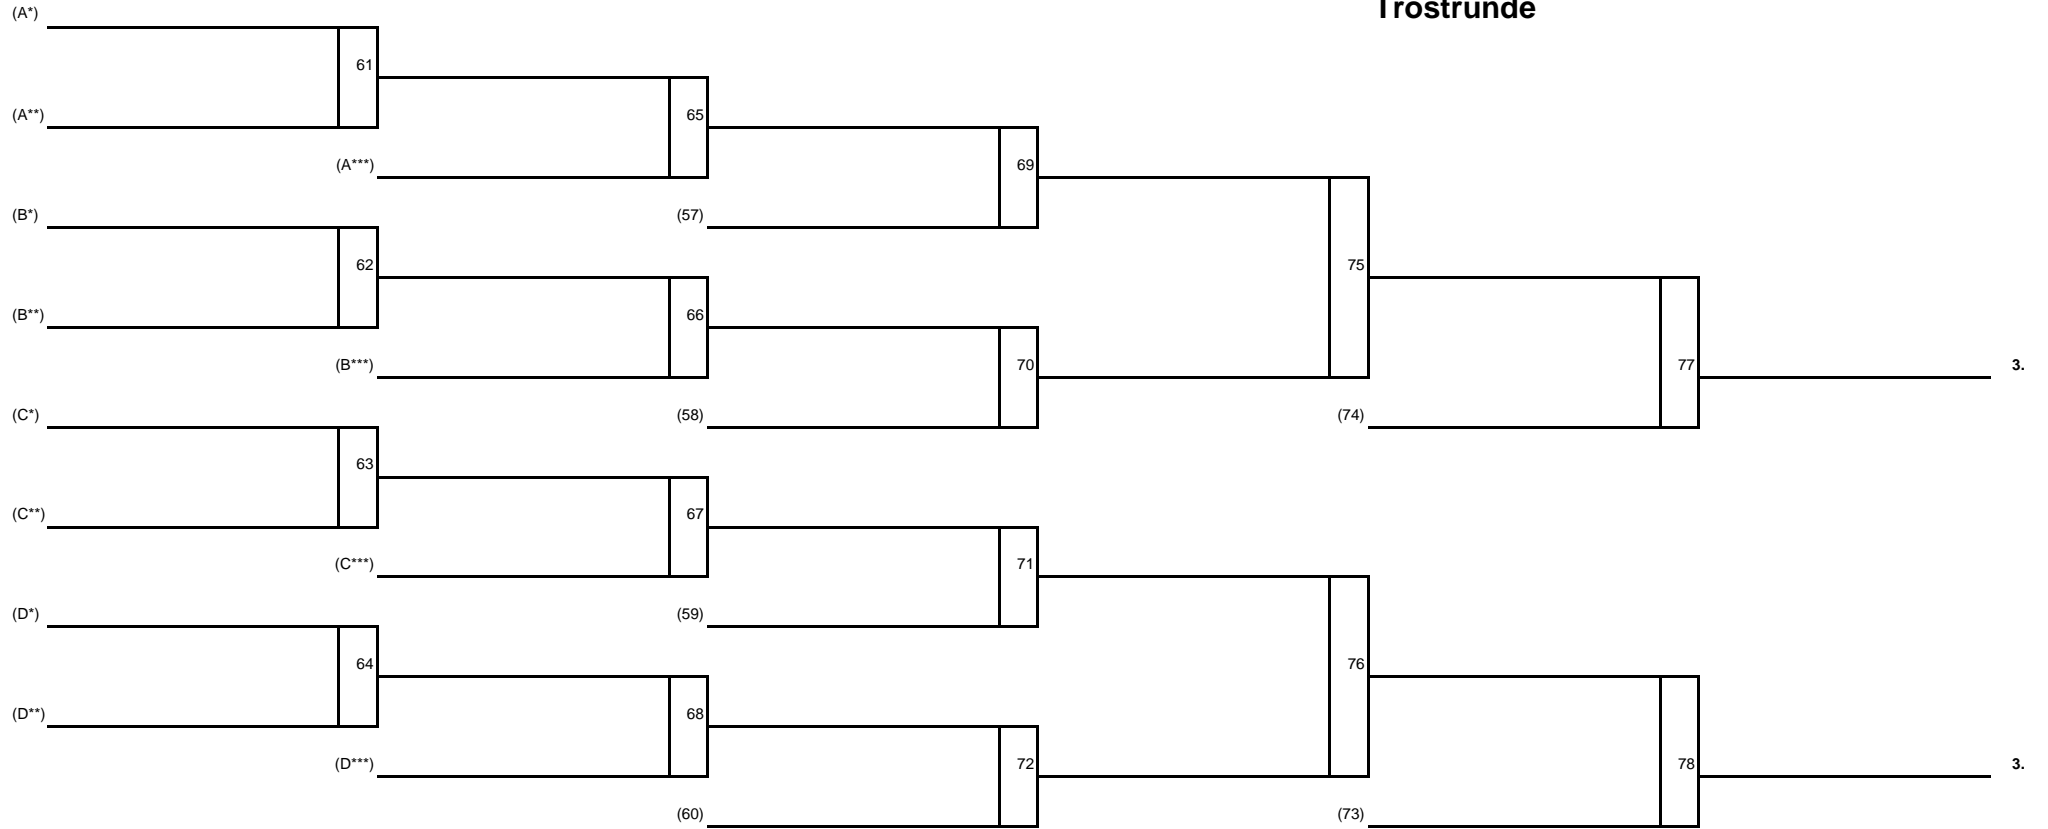 (A*)
Trostrunde
61
(A**)
65
(A***)
69
(B*)
(57)
62
75
(B**)
66
(B***)
70
77
3.
(C*)
(58)
(74)
63
(C**)
67
(C***)
71
(D*)
(59)
64
76
(D**)
68
(D***)
72
78
3.
(60)
(73)